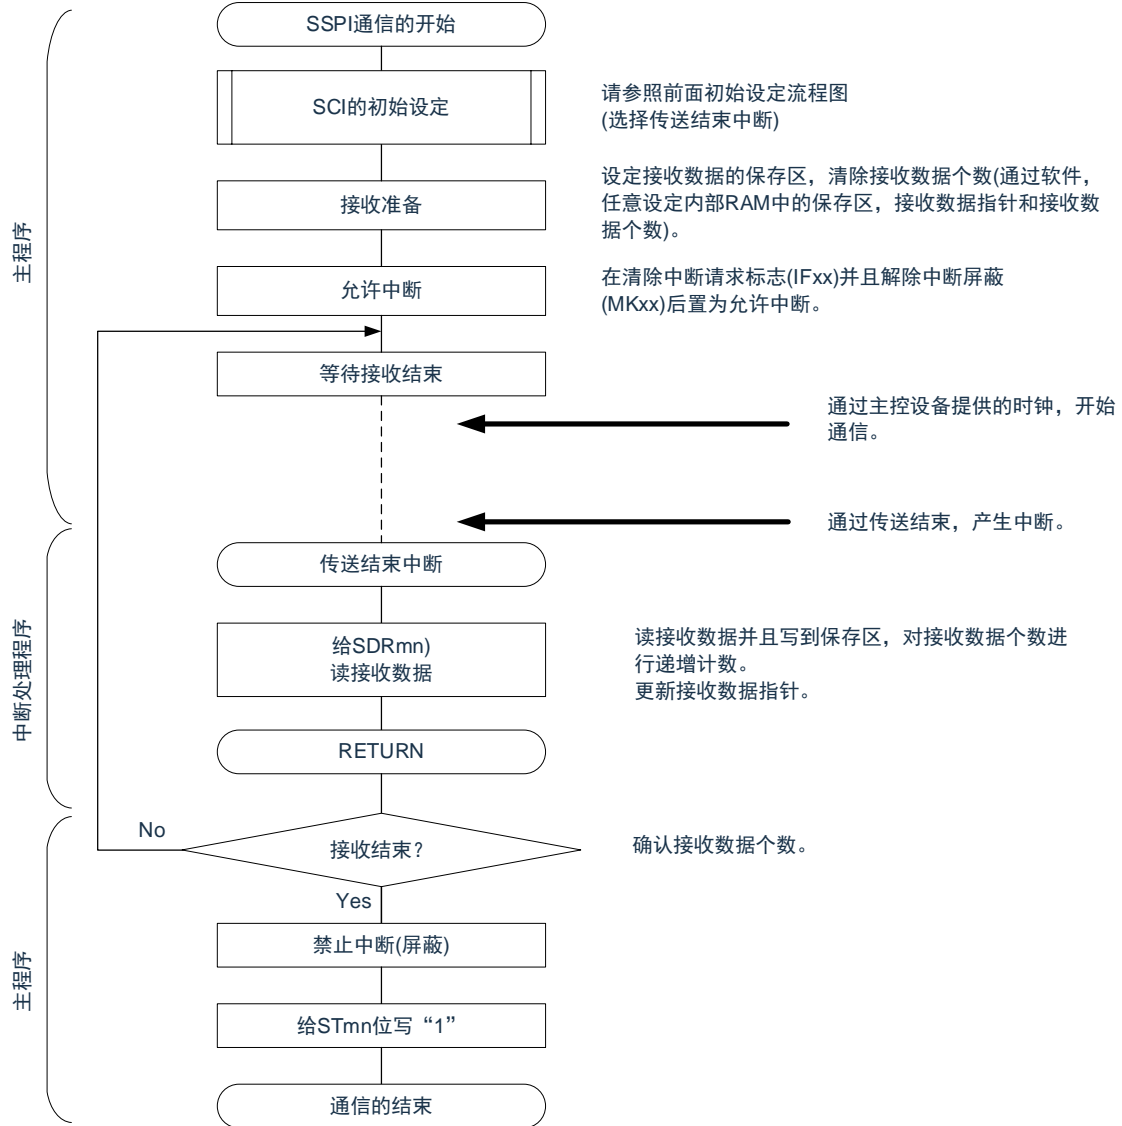 SSPI通信的开始
SCI的初始设定
请参照前面初始设定流程图
(选择传送结束中断)
接收准备
设定接收数据的保存区，清除接收数据个数(通过软件，
任意设定内部RAM中的保存区，接收数据指针和接收数
据个数)。
主程序
允许中断
在清除中断请求标志(IFxx)并且解除中断屏蔽
(MKxx)后置为允许中断。
等待接收结束
通过主控设备提供的时钟，开始
通信。
通过传送结束，产生中断。
传送结束中断
中断处理程序
给SDRmn)
读接收数据
读接收数据并且写到保存区，对接收数据个数进
行递增计数。
更新接收数据指针。
RETURN
No
接收结束？
确认接收数据个数。
Yes
禁止中断(屏蔽)
主程序
给STmn位写“1”
通信的结束